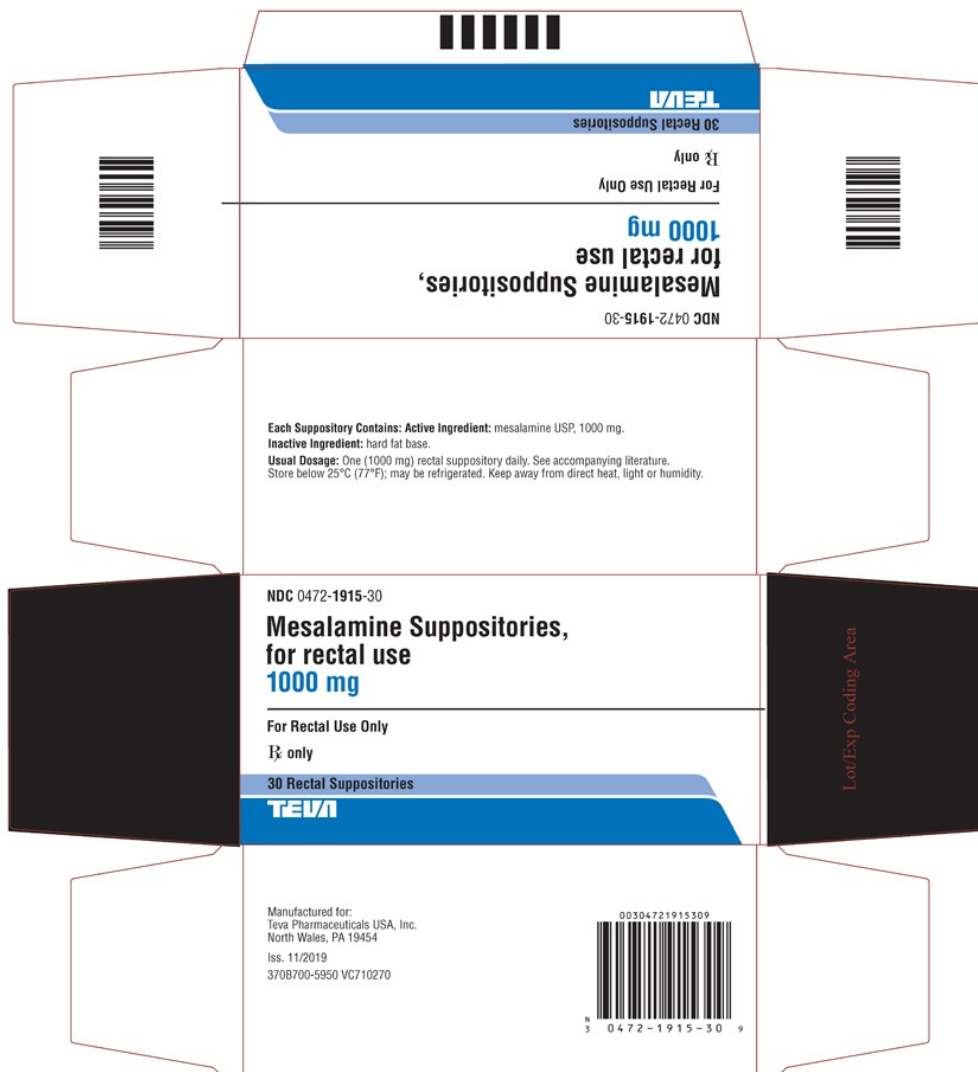 TEVA
30 Rectal Suppositories
℞ only
For Rectal Use Only
1000 mg
for rectal use
Mesalamine Suppositories,
NDC 0472-1915-30
Each Suppository Contains: Active Ingredient: mesalamine USP, 1000 mg.
Inactive Ingredient: hard fat base.
Usual Dosage: One (1000 mg) rectal suppository daily. See accompanying literature.
Store below 25°C (77°F); may be refrigerated. Keep away from direct heat, light or humidity.
NDC 0472-1915-30
Mesalamine Suppositories,
for rectal use
1000 mg
For Rectal Use Only
℞ only
30 Rectal Suppositories
TEVA
Lot/Exp Coding Area
Manufactured for:
Teva Pharmaceuticals USA, Inc.
North Wales, PA 19454
Iss. 11/2019
370B700-5950 VC710270
00304721915309
N
3 0472-1915-30 9